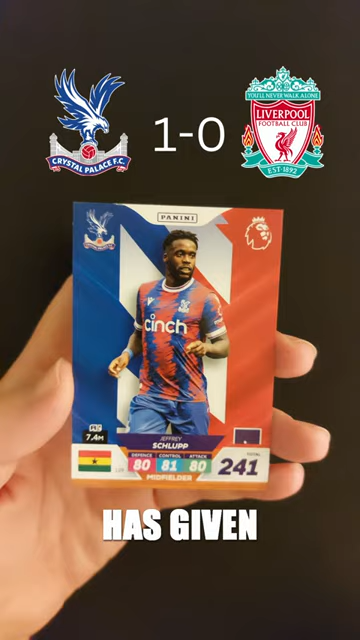 1-0
CRYSTAL PALACE F.C.
YOU'LL NEVER WALK ALONE
LIVERPOOL
FOOTBALL CLUB
EST·1892
PANINI
cinch
7.4M
JEFFREY
SCHLUPP
DEFENCE CONTROL ATTACK TOTAL
80 81 80 241
MIDFIELDER
HAS GIVEN